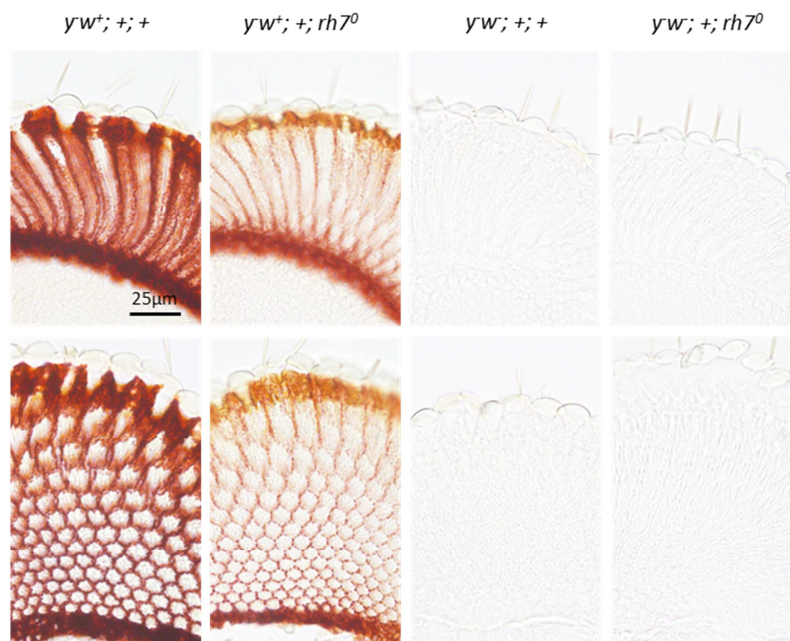 y⁻w⁺; +; +
y⁻w⁺; +; rh7⁰
y⁻w⁻; +; +
y⁻w⁻; +; rh7⁰
25µm